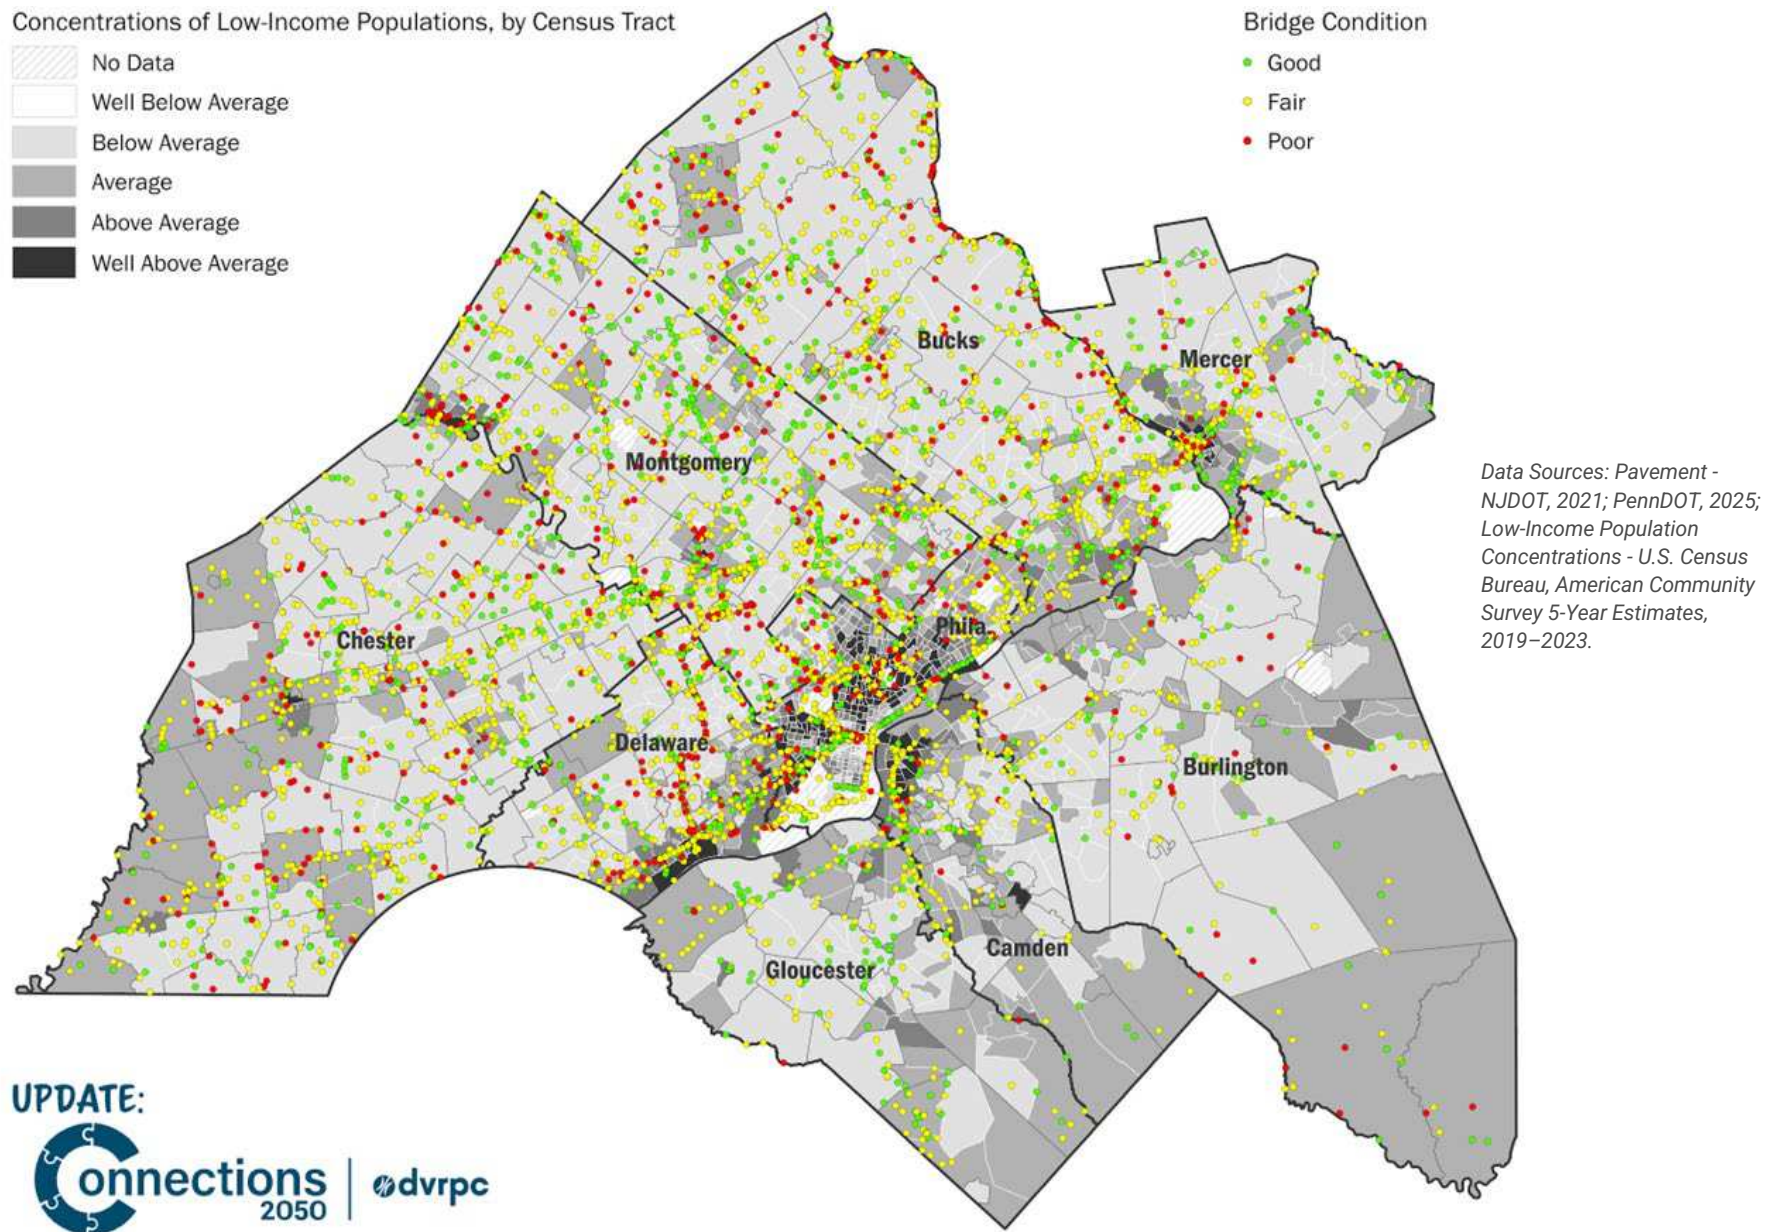 Concentrations of Low-Income Populations, by Census Tract
No Data
Well Below Average
Below Average
Average
Above Average
Well Above Average
Bridge Condition
Good
Fair
Poor
Bucks
Mercer
Montgomery
Phila.
Chester
Delaware
Burlington
Camden
Gloucester
Data Sources: Pavement -
NJDOT, 2021; PennDOT, 2025;
Low-Income Population
Concentrations - U.S. Census
Bureau, American Community
Survey 5-Year Estimates,
2019–2023.
UPDATE:
Connections
2050
dvrpc